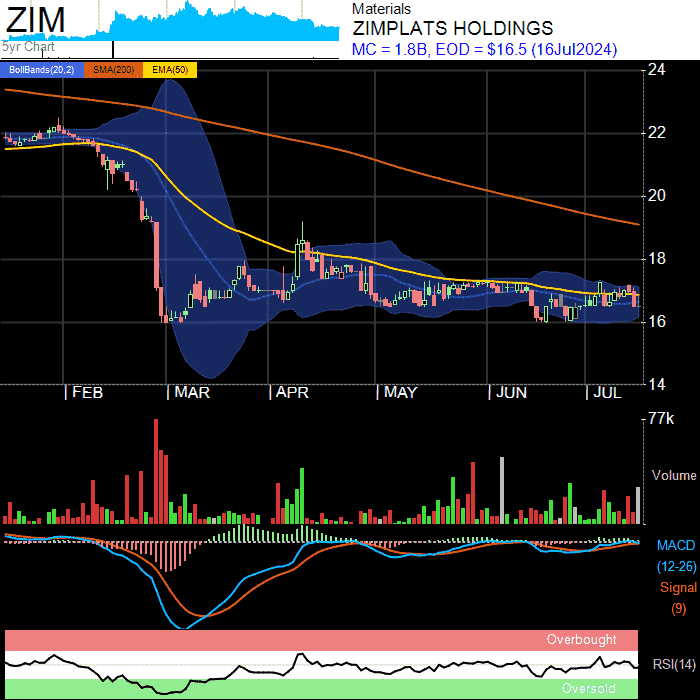 ZIM
5yr Chart
Materials
ZIMPLATS HOLDINGS
MC = 1.8B, EOD = $16.5 (16Jul2024)
BollBands(20,2) SMA(200) EMA(50)
24
22
20
18
16
14
FEB MAR APR MAY JUN JUL
77k
Volume
MACD
(12-26)
Signal
(9)
Overbought
RSI(14)
Oversold